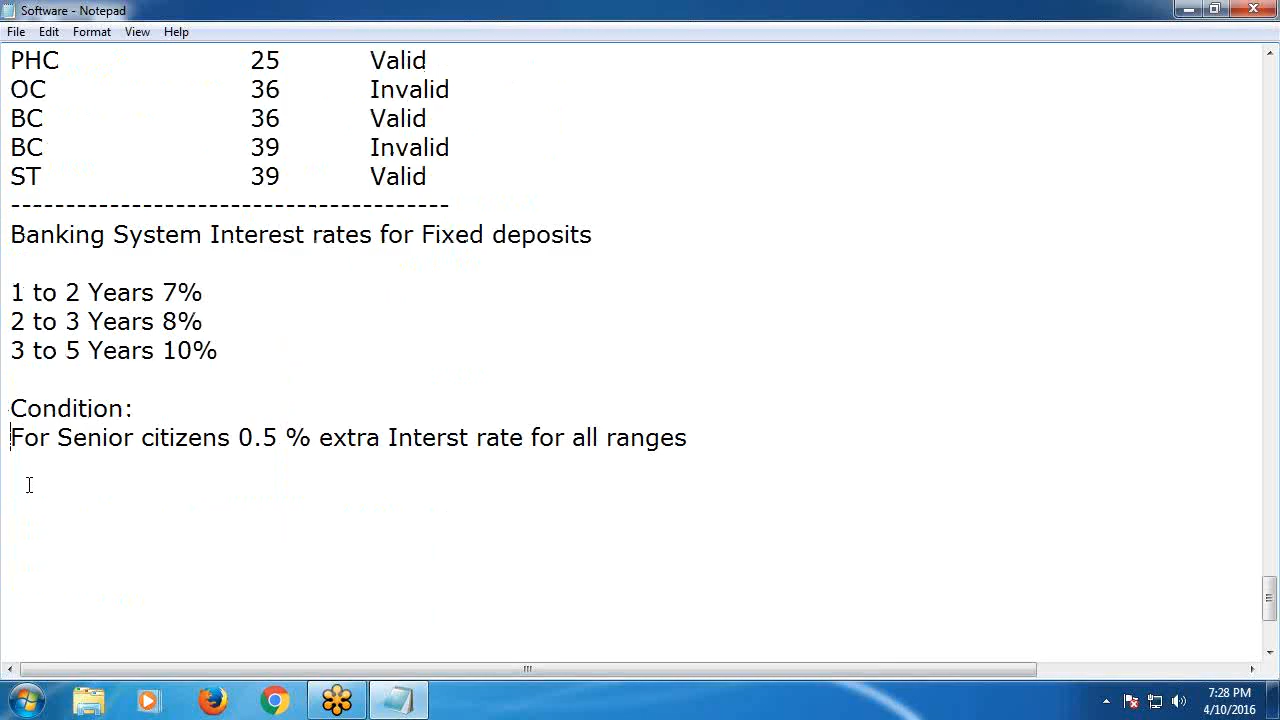 Software - Notepad
File Edit Format View Help
PHC 25 Valid
OC 36 Invalid
BC 36 Valid
BC 39 Invalid
ST 39 Valid
----------------------------------------
Banking System Interest rates for Fixed deposits
1 to 2 Years 7%
2 to 3 Years 8%
3 to 5 Years 10%
Condition:
For Senior citizens 0.5 % extra Interst rate for all ranges
7:28 PM
4/10/2016